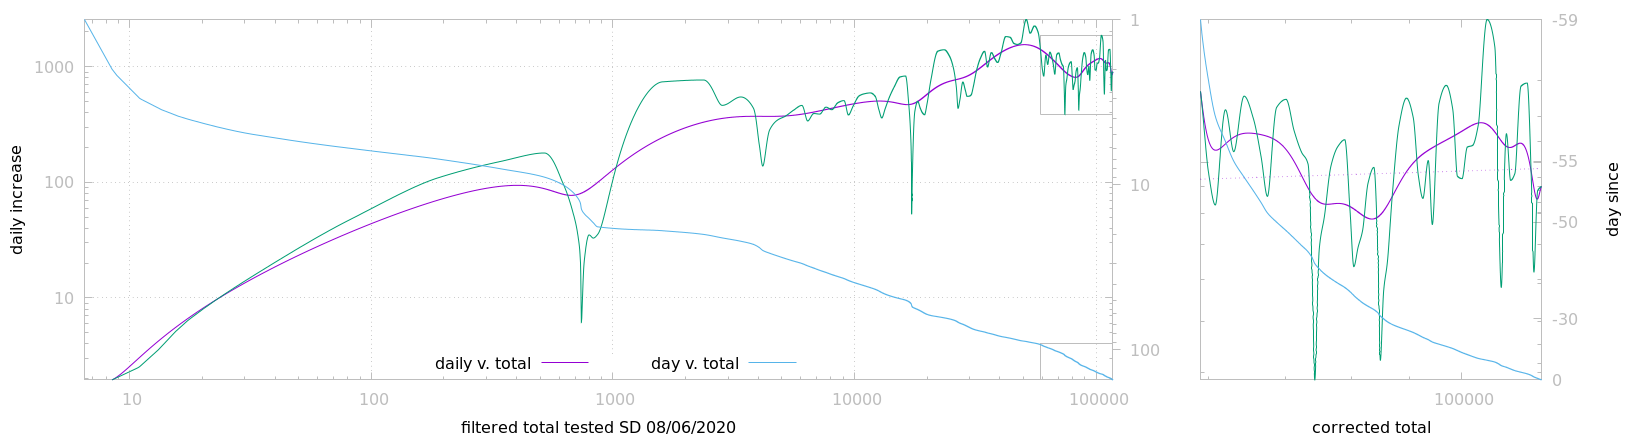 daily increase
1000
100
10
10
100
1000
10000
100000
filtered total tested SD 08/06/2020
daily v. total
day v. total
1
10
100
100000
corrected total
-59
-55
-50
-30
0
day since